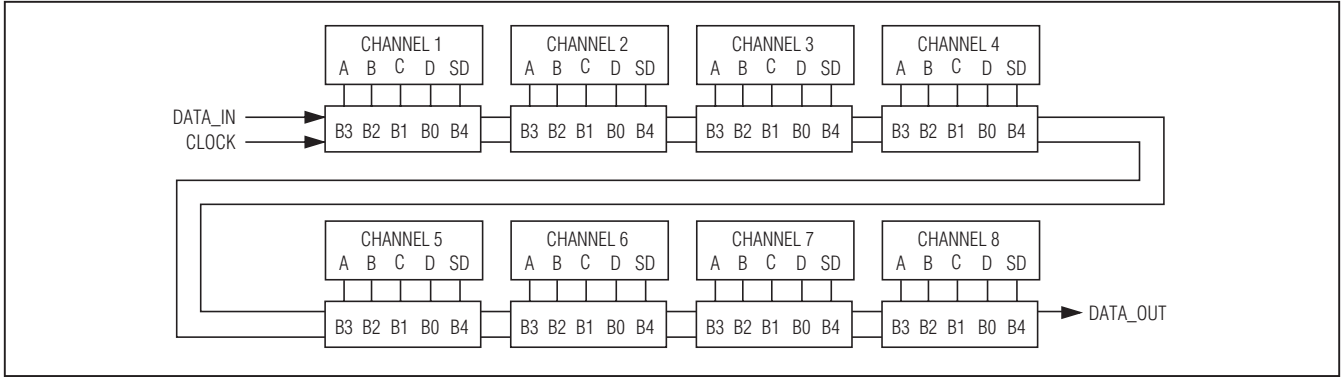 CHANNEL 1 CHANNEL 2 CHANNEL 3 CHANNEL 4
A B C D SD A B C D SD A B C D SD A B C D SD
DATA_IN
B3 B2 B1 B0 B4 B3 B2 B1 B0 B4 B3 B2 B1 B0 B4 B3 B2 B1 B0 B4
CLOCK
CHANNEL 5 CHANNEL 6 CHANNEL 7 CHANNEL 8
A B C D SD A B C D SD A B C D SD A B C D SD
DATA_OUT
B3 B2 B1 B0 B4 B3 B2 B1 B0 B4 B3 B2 B1 B0 B4 B3 B2 B1 B0 B4